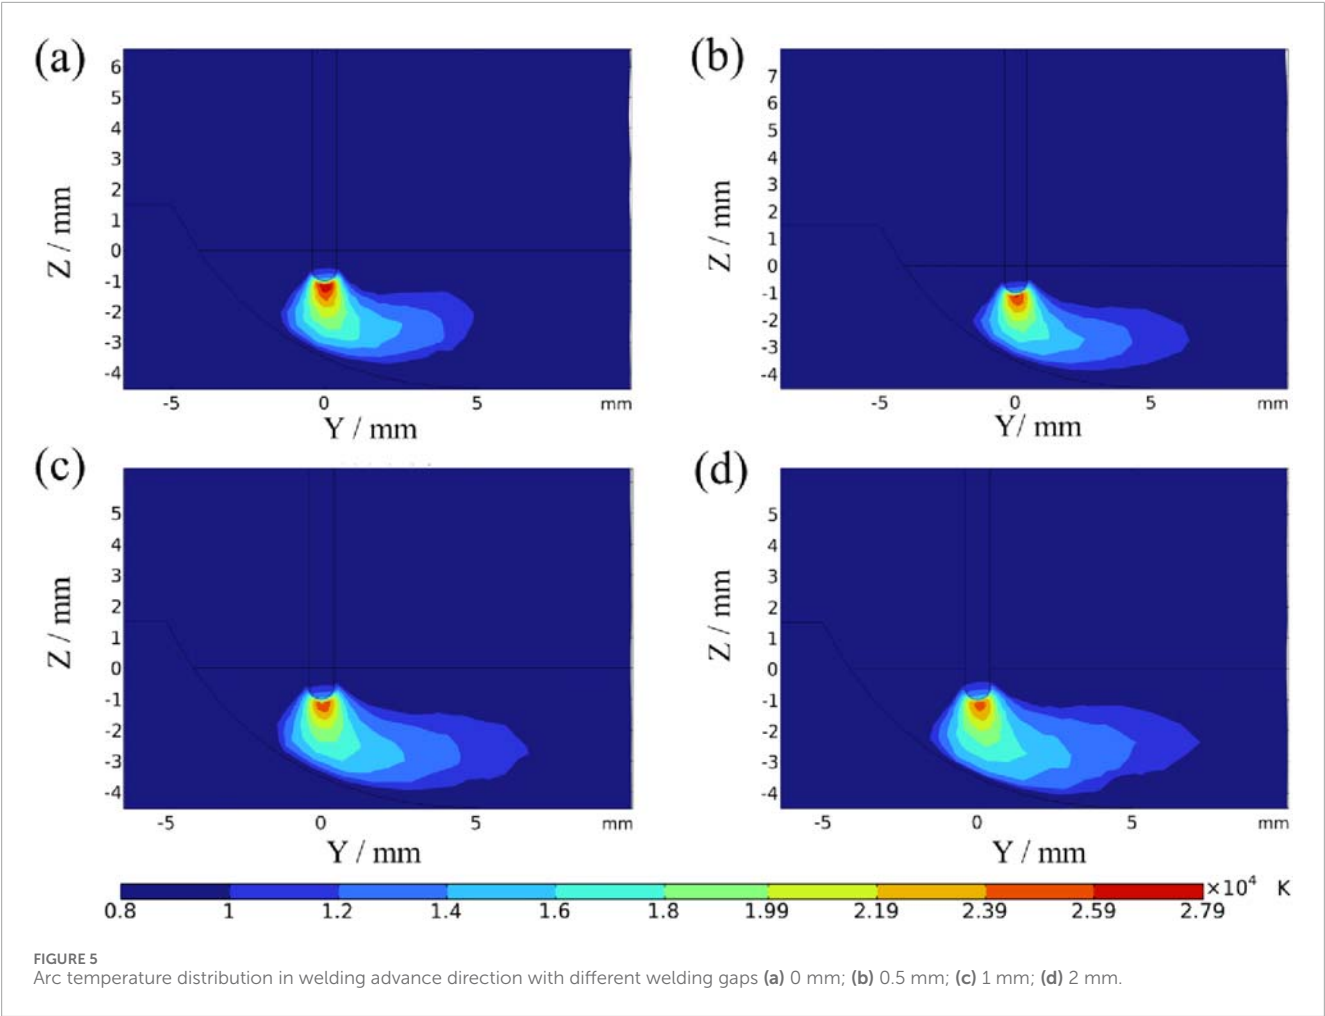 (a)
6
5
4
3
2
1
0
-1
-2
-3
-4
Z / mm
-5 0 5 mm
Y / mm
(b)
7
6
5
4
3
2
1
0
-1
-2
-3
-4
Z / mm
-5 0 5 mm
Y/ mm
(c)
5
4
3
2
1
0
-1
-2
-3
-4
Z / mm
-5 0 5 mm
Y / mm
(d)
5
4
3
2
1
0
-1
-2
-3
-4
Z / mm
-5 0 5 mm
Y / mm
×10⁴ K
0.8 1 1.2 1.4 1.6 1.8 1.99 2.19 2.39 2.59 2.79
FIGURE 5
Arc temperature distribution in welding advance direction with different welding gaps (a) 0 mm; (b) 0.5 mm; (c) 1 mm; (d) 2 mm.